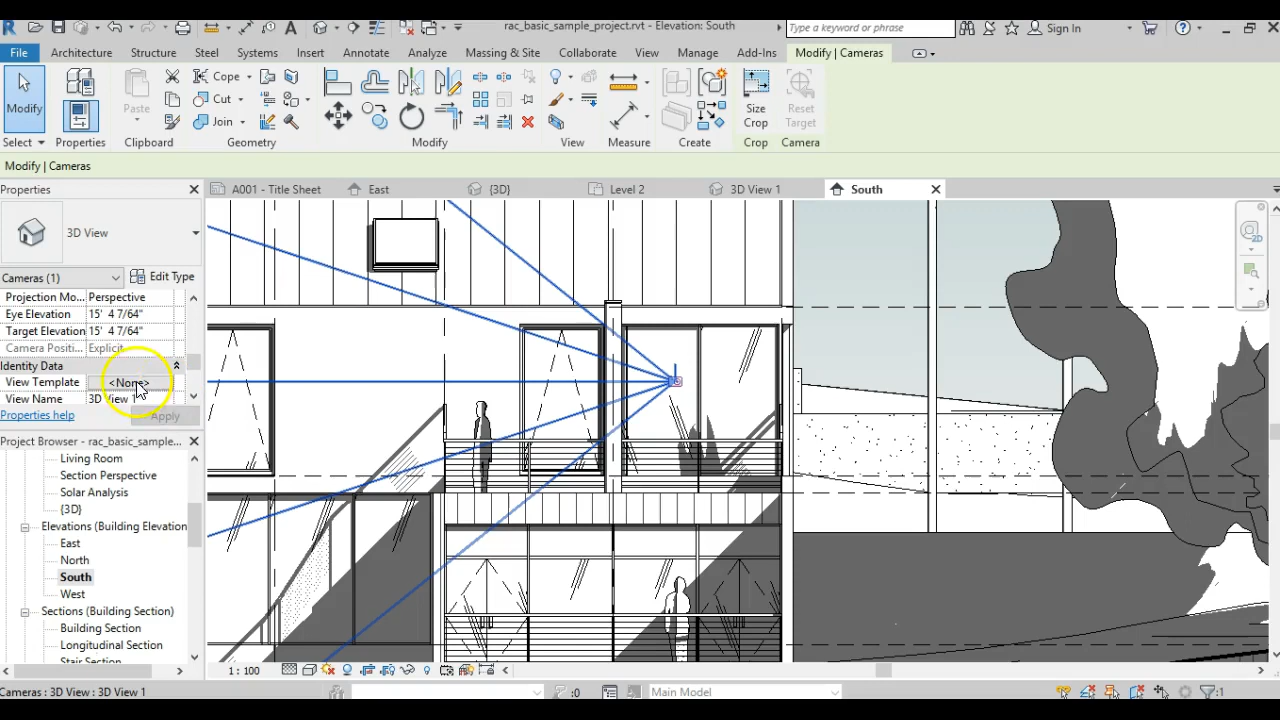 rac_basic_sample_project.rvt - Elevation: South
Type a keyword or phrase
Sign In
File
Architecture
Structure
Steel
Systems
Insert
Annotate
Analyze
Massing & Site
Collaborate
View
Manage
Add-Ins
Modify | Cameras
Modify
Paste
Cope
Cut
Join
Size
Crop
Reset
Target
Select
Properties
Clipboard
Geometry
Modify
View
Measure
Create
Crop
Camera
Modify | Cameras
Properties
A001 - Title Sheet
East
{3D}
Level 2
3D View 1
South
3D View
Cameras (1)
Edit Type
Projection Mo... Perspective
Eye Elevation 15' 4 7/64"
Target Elevation 15' 4 7/64"
Camera Positi... Explicit
Identity Data
View Template <None>
View Name 3D View 1
Properties help
Apply
Project Browser - rac_basic_sample...
Living Room
Section Perspective
Solar Analysis
{3D}
Elevations (Building Elevation
East
North
South
West
Sections (Building Section)
Building Section
Longitudinal Section
Stair Section
2D
1 : 100
Cameras : 3D View : 3D View 1
:0
Main Model
:1